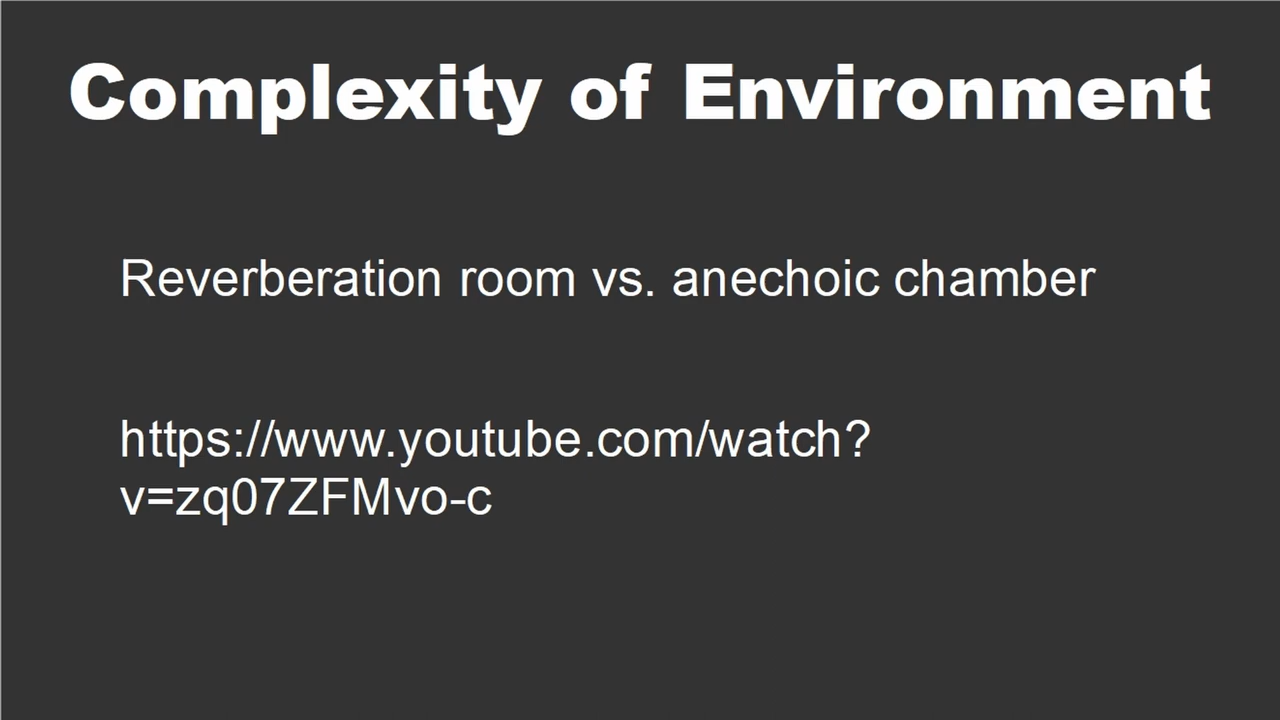 Complexity of Environment
Reverberation room vs. anechoic chamber
https://www.youtube.com/watch?
v=zq07ZFMvo-c